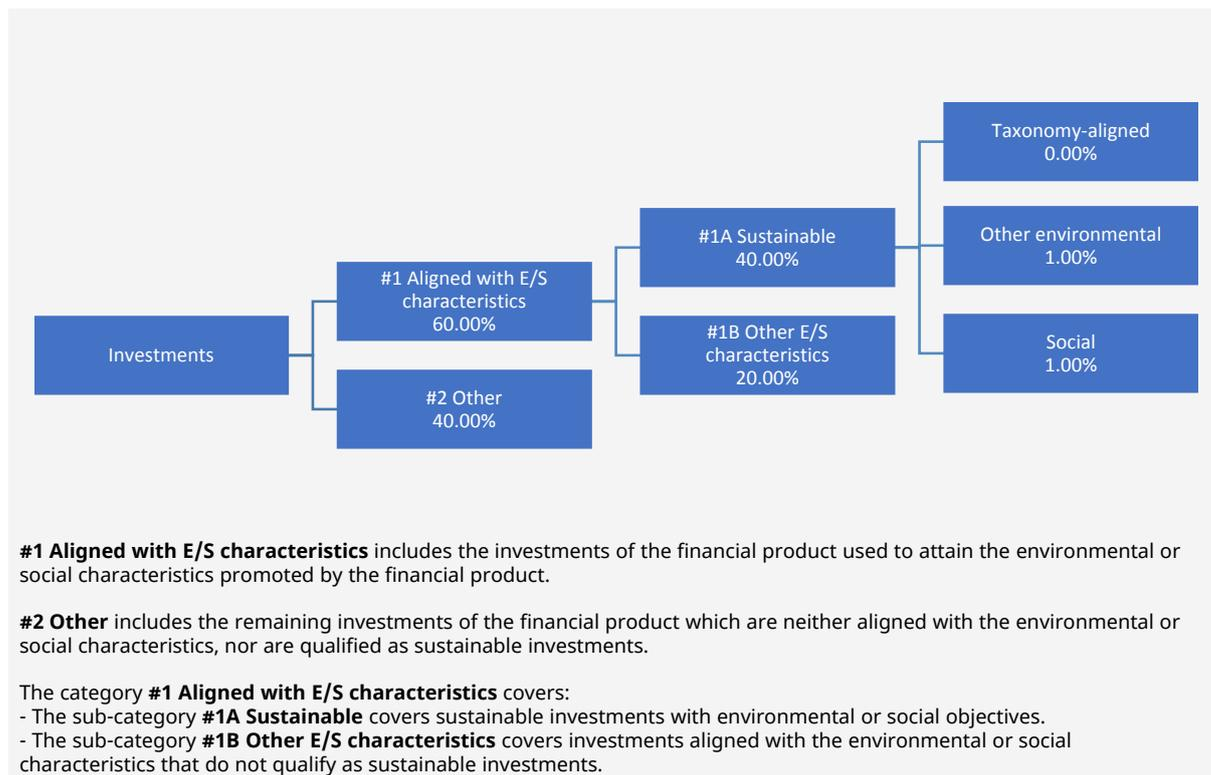 Taxonomy-aligned
0.00%
#1A Sustainable
40.00%
Other environmental
1.00%
#1 Aligned with E/S
characteristics
60.00%
Investments
#1B Other E/S
characteristics
20.00%
Social
1.00%
#2 Other
40.00%
#1 Aligned with E/S characteristics includes the investments of the financial product used to attain the environmental or
social characteristics promoted by the financial product.
#2 Other includes the remaining investments of the financial product which are neither aligned with the environmental or
social characteristics, nor are qualified as sustainable investments.
The category #1 Aligned with E/S characteristics covers:
- The sub-category #1A Sustainable covers sustainable investments with environmental or social objectives.
- The sub-category #1B Other E/S characteristics covers investments aligned with the environmental or social
characteristics that do not qualify as sustainable investments.